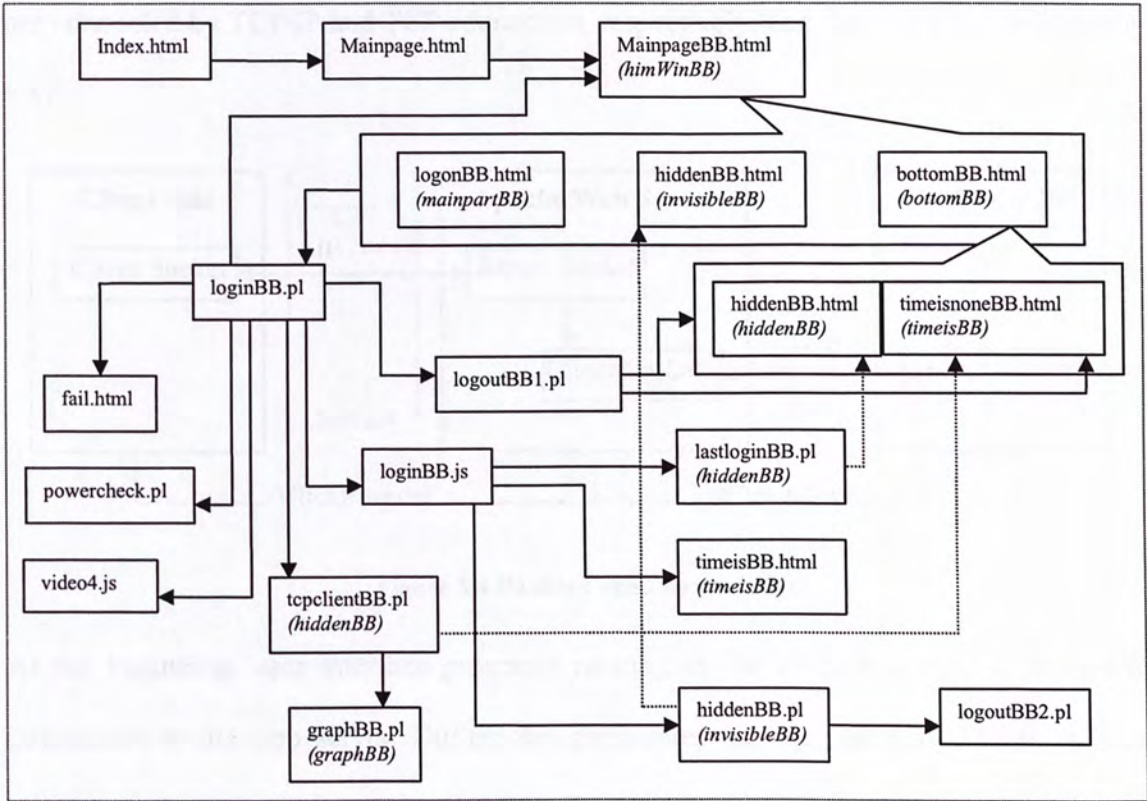 Index.html
Mainpage.html
MainpageBB.html
(himWinBB)
logonBB.html
(mainpartBB)
hiddenBB.html
(invisibleBB)
bottomBB.html
(bottomBB)
loginBB.pl
hiddenBB.html
(hiddenBB)
timeisnoneBB.html
(timeisBB)
fail.html
logoutBB1.pl
loginBB.js
lastloginBB.pl
(hiddenBB)
powercheck.pl
video4.js
tcpclientBB.pl
(hiddenBB)
timeisBB.html
(timeisBB)
graphBB.pl
(graphBB)
hiddenBB.pl
(invisibleBB)
logoutBB2.pl